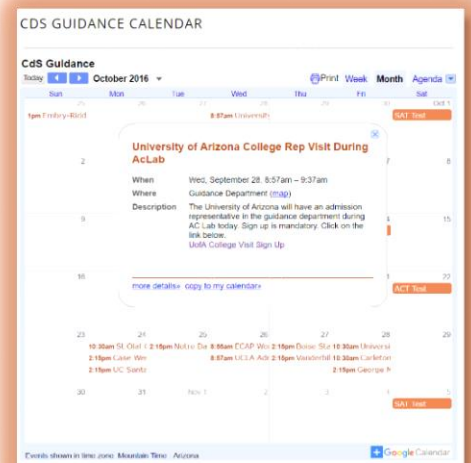 CDS GUIDANCE CALENDAR
CdS Guidance
Today October 2016 Print Week Month Agenda
Sun Mon Tue Wed Thu Fri Sat
25 26 27 28 29 30 Oct 1
1pm Embry-Ridd 8:57am University SAT Test
University of Arizona College Rep Visit During
AcLab
When Wed, September 28, 8:57am – 9:37am
Where Guidance Department (map)
Description The University of Arizona will have an admission
representative in the guidance department during
AC Lab today. Sign up is mandatory. Click on the
link below.
UofA College Visit Sign Up
more details» copy to my calendar»
2 7 8
9 15
16 22
ACT Test
23 24 25 26 27 28 29
10:30am St. Olaf 2:15pm Notre Da 8:56am ECAP Wo 2:15pm Boise Sta 10:30am Universi
2:15pm Case Wes 8:57am UCLA Adm 2:15pm Vanderbil 10:30am Carleton
2:15pm UC Santa 2:15pm George
30 31 Nov 1 2 3 4 5
SAT Test
Events shown in time zone: Mountain Time - Arizona
Google Calendar